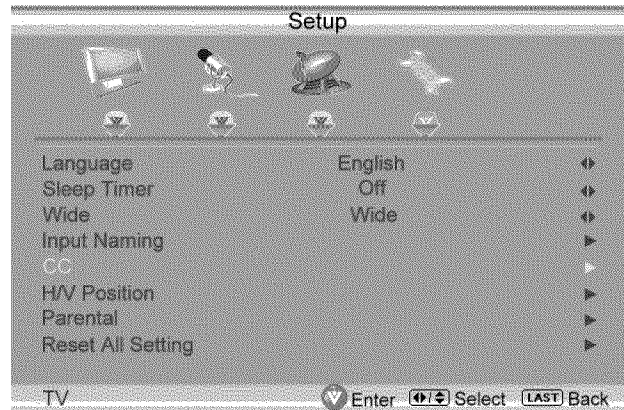 Setup
Language English
Sleep Timer Off
Wide Wide
Input Naming
CC
H/V Position
Parental
Reset All Setting
TV Enter Select LAST Back